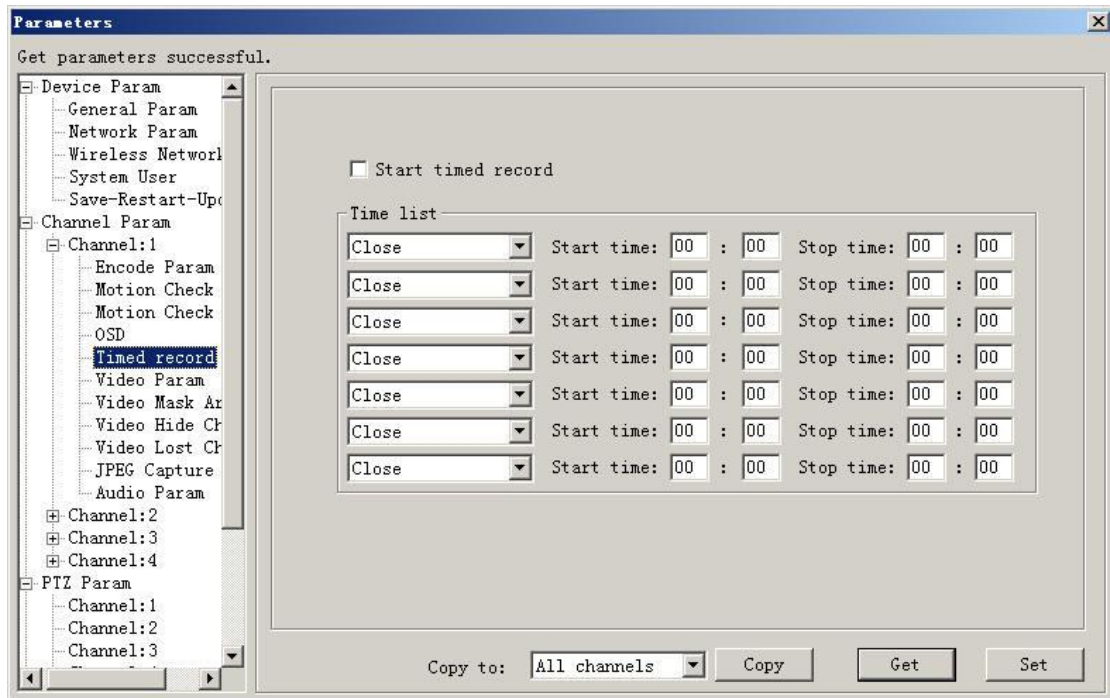 Parameters
Get parameters successful.
Device Param
General Param
Network Param
Wireless Network
System User
Save-Restart-Upd
Channel Param
Channel:1
Encode Param
Motion Check
Motion Check
OSD
Timed record
Video Param
Video Mask Ar
Video Hide Ch
Video Lost Ch
JPEG Capture
Audio Param
Channel:2
Channel:3
Channel:4
PTZ Param
Channel:1
Channel:2
Channel:3
Start timed record
Time list
Close Start time: 00 : 00 Stop time: 00 : 00
Close Start time: 00 : 00 Stop time: 00 : 00
Close Start time: 00 : 00 Stop time: 00 : 00
Close Start time: 00 : 00 Stop time: 00 : 00
Close Start time: 00 : 00 Stop time: 00 : 00
Close Start time: 00 : 00 Stop time: 00 : 00
Close Start time: 00 : 00 Stop time: 00 : 00
Copy to: All channels Copy Get Set